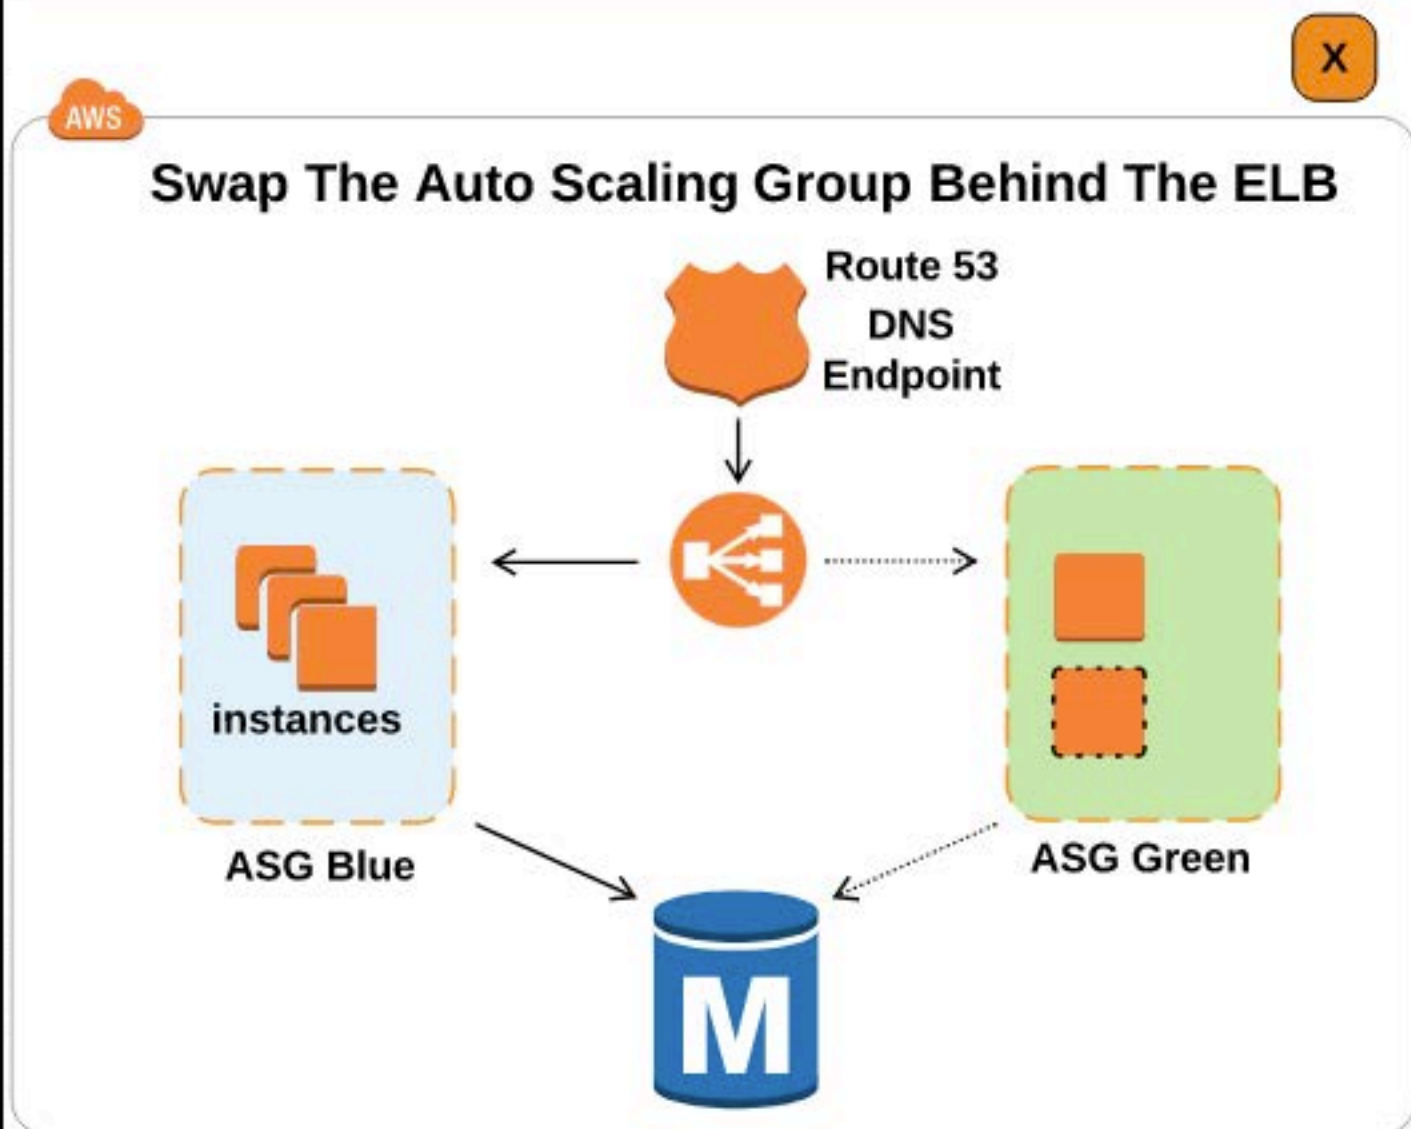 X
AWS
Swap The Auto Scaling Group Behind The ELB
Route 53
DNS
Endpoint
instances
ASG Blue
ASG Green
M